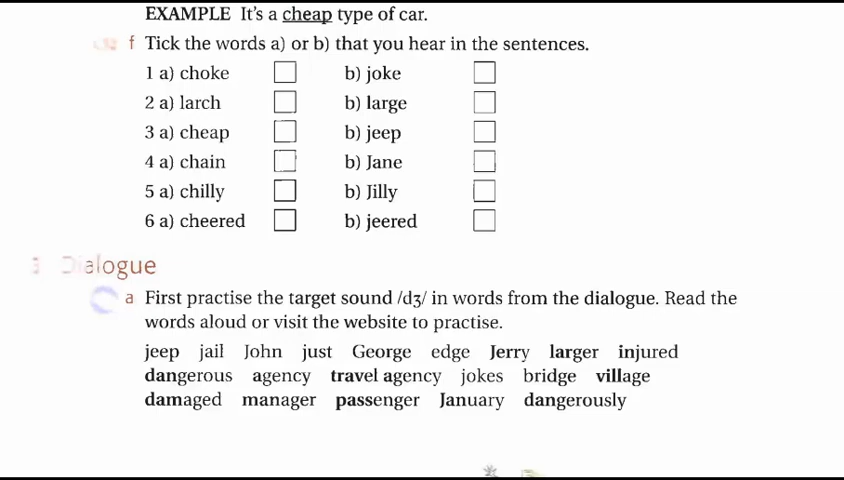 EXAMPLE It's a cheap type of car.
f Tick the words a) or b) that you hear in the sentences.
1 a) choke b) joke
2 a) larch b) large
3 a) cheap b) jeep
4 a) chain b) Jane
5 a) chilly b) Jilly
6 a) cheered b) jeered
3 Dialogue
a First practise the target sound /dʒ/ in words from the dialogue. Read the
words aloud or visit the website to practise.
jeep jail John just George edge Jerry larger injured
dangerous agency travel agency jokes bridge village
damaged manager passenger January dangerously